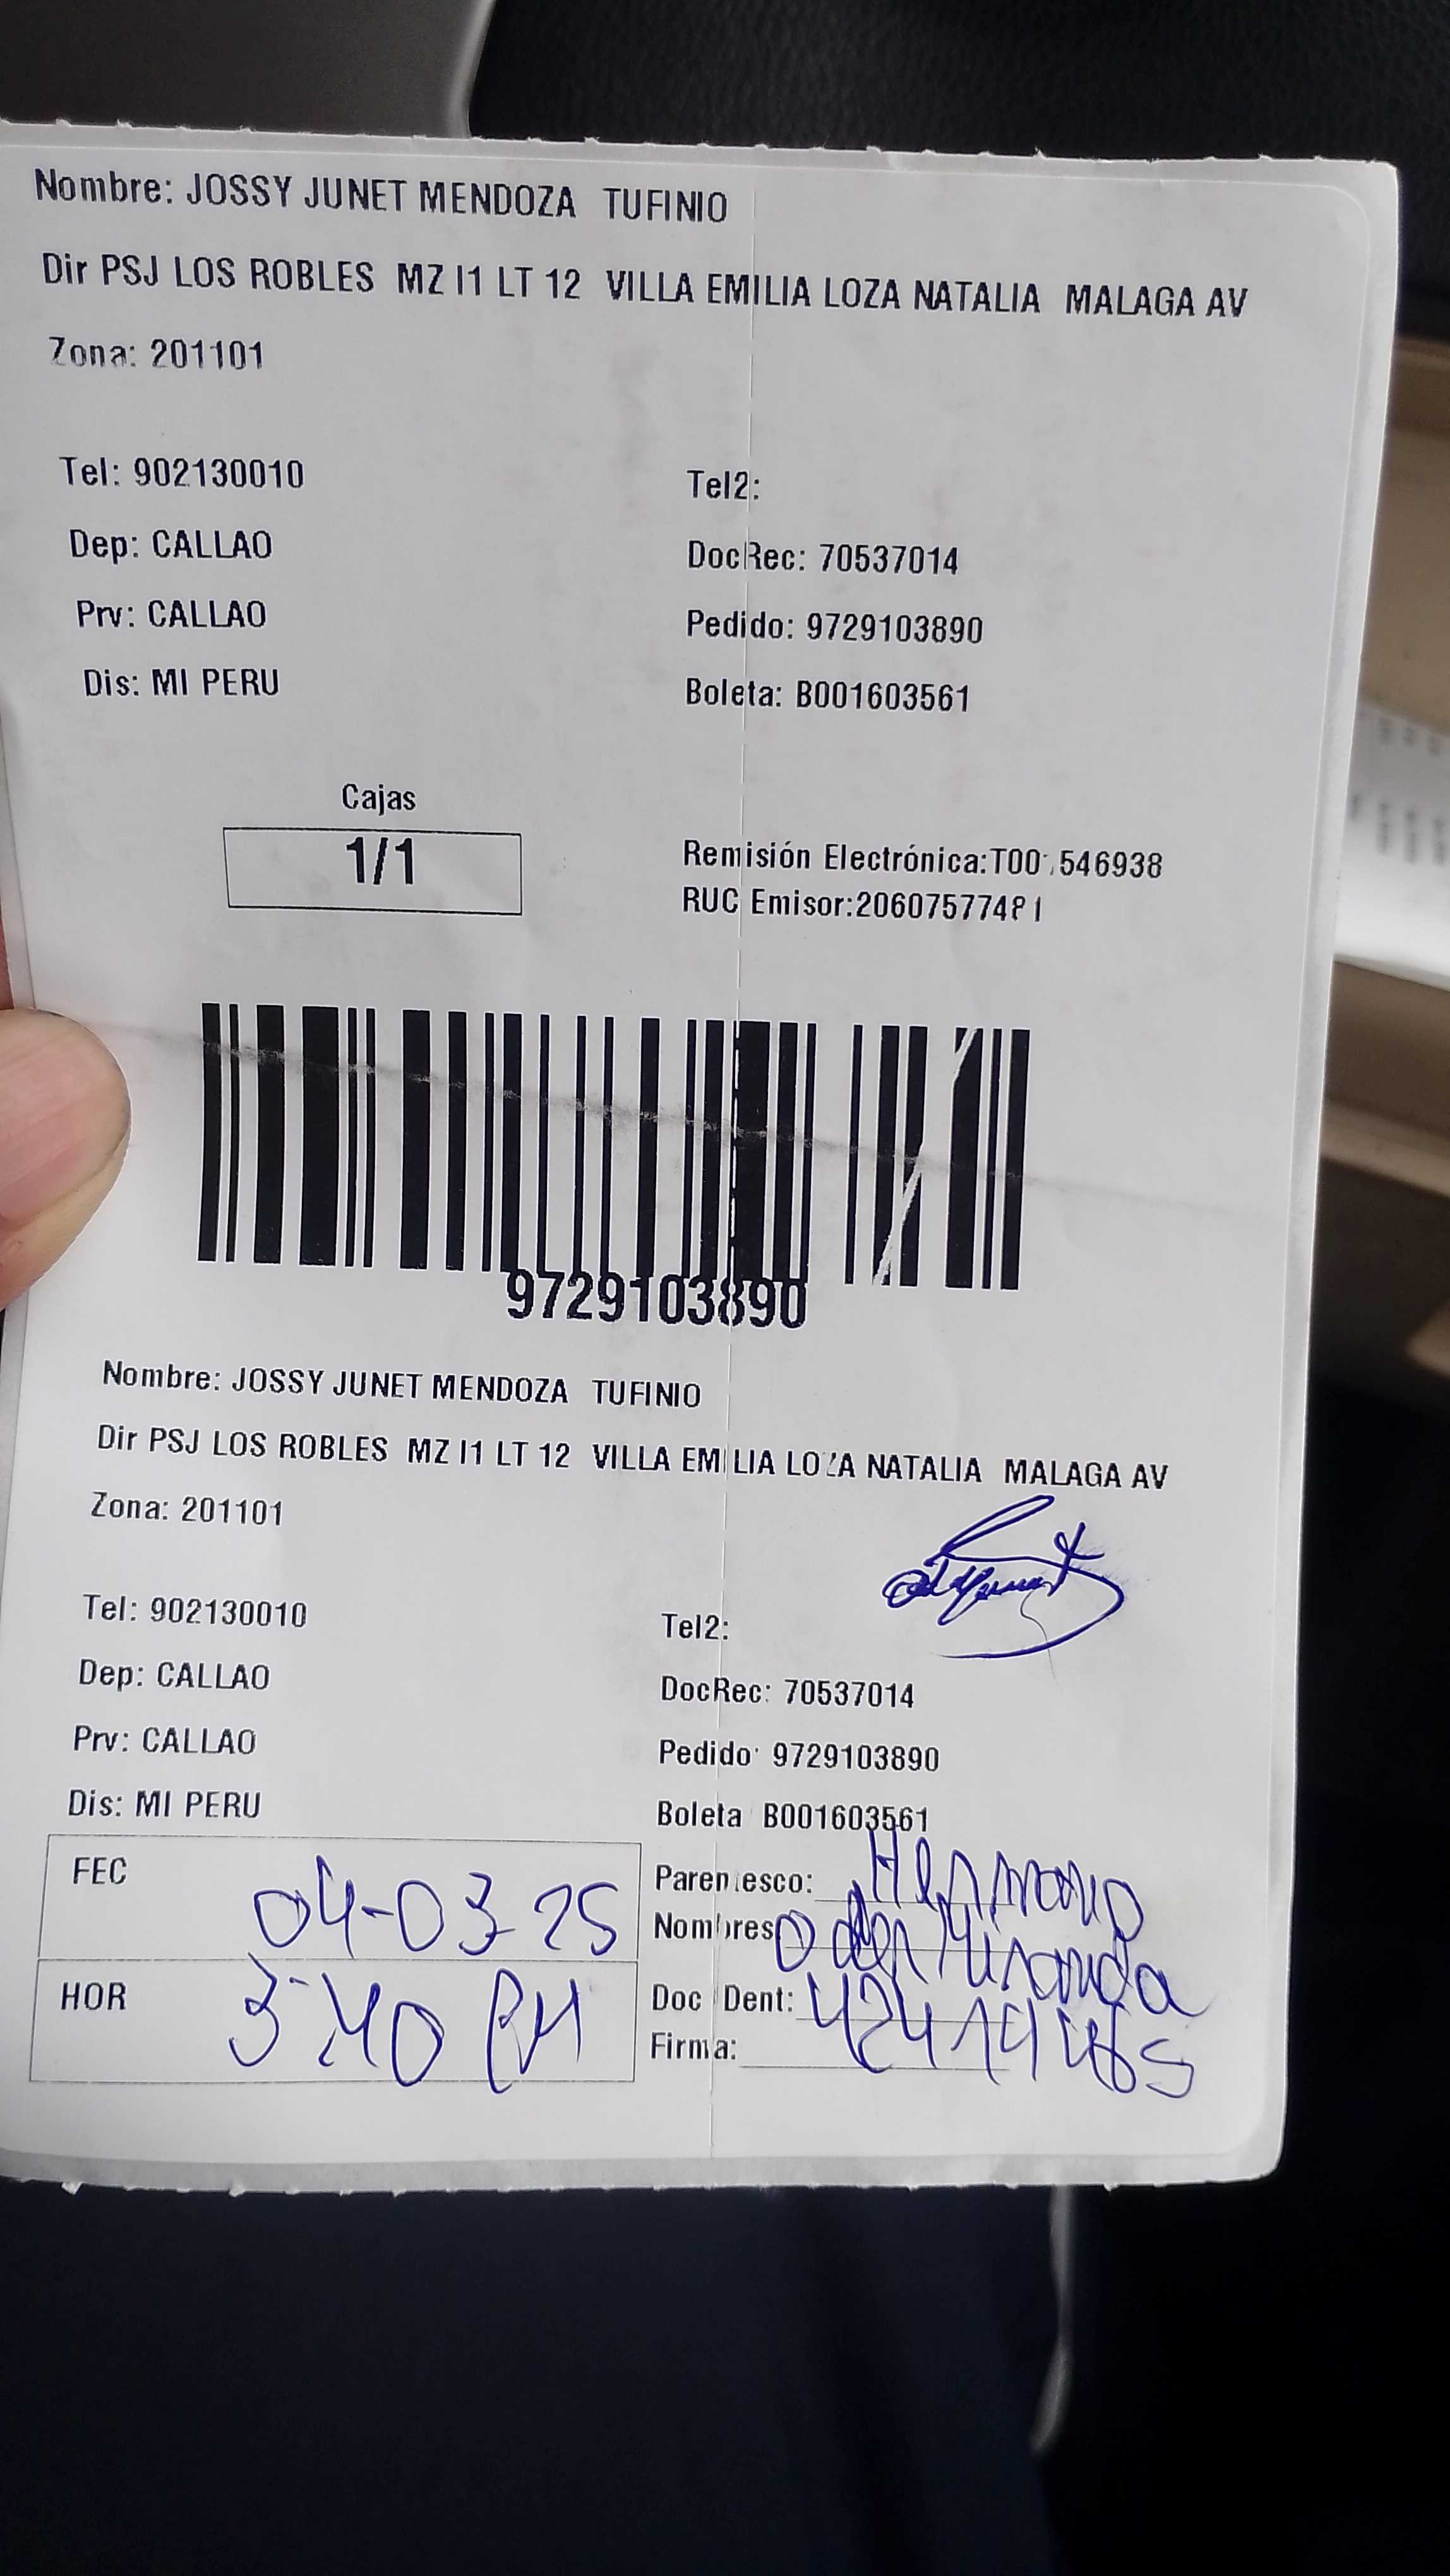 Nombre: JOSSY JUNET MENDOZA TUFINIO
Dir PSJ LOS ROBLES MZ I1 LT 12 VILLA EMILIA LOZA NATALIA MALAGA AV
Zona: 201101
Tel: 902130010
Tel2:
Dep: CALLAO
DocRec: 70537014
Prv: CALLAO
Pedido: 9729103890
Dis: MI PERU
Boleta: B001603561
Cajas
1/1
Remisión Electrónica:T00 546938
RUC Emisor:20607577481
9729103890
Nombre: JOSSY JUNET MENDOZA TUFINIO
Dir PSJ LOS ROBLES MZ I1 LT 12 VILLA EMILIA LOZA NATALIA MALAGA AV
Zona: 201101
Tel: 902130010
Tel2:
Dep: CALLAO
DocRec: 70537014
Prv: CALLAO
Pedido: 9729103890
Dis: MI PERU
Boleta B001603561
FEC 04-03-25
Parentesco: Hermano
Nombres Miranda
HOR 3:40 PM
Doc Dent:
Firma: